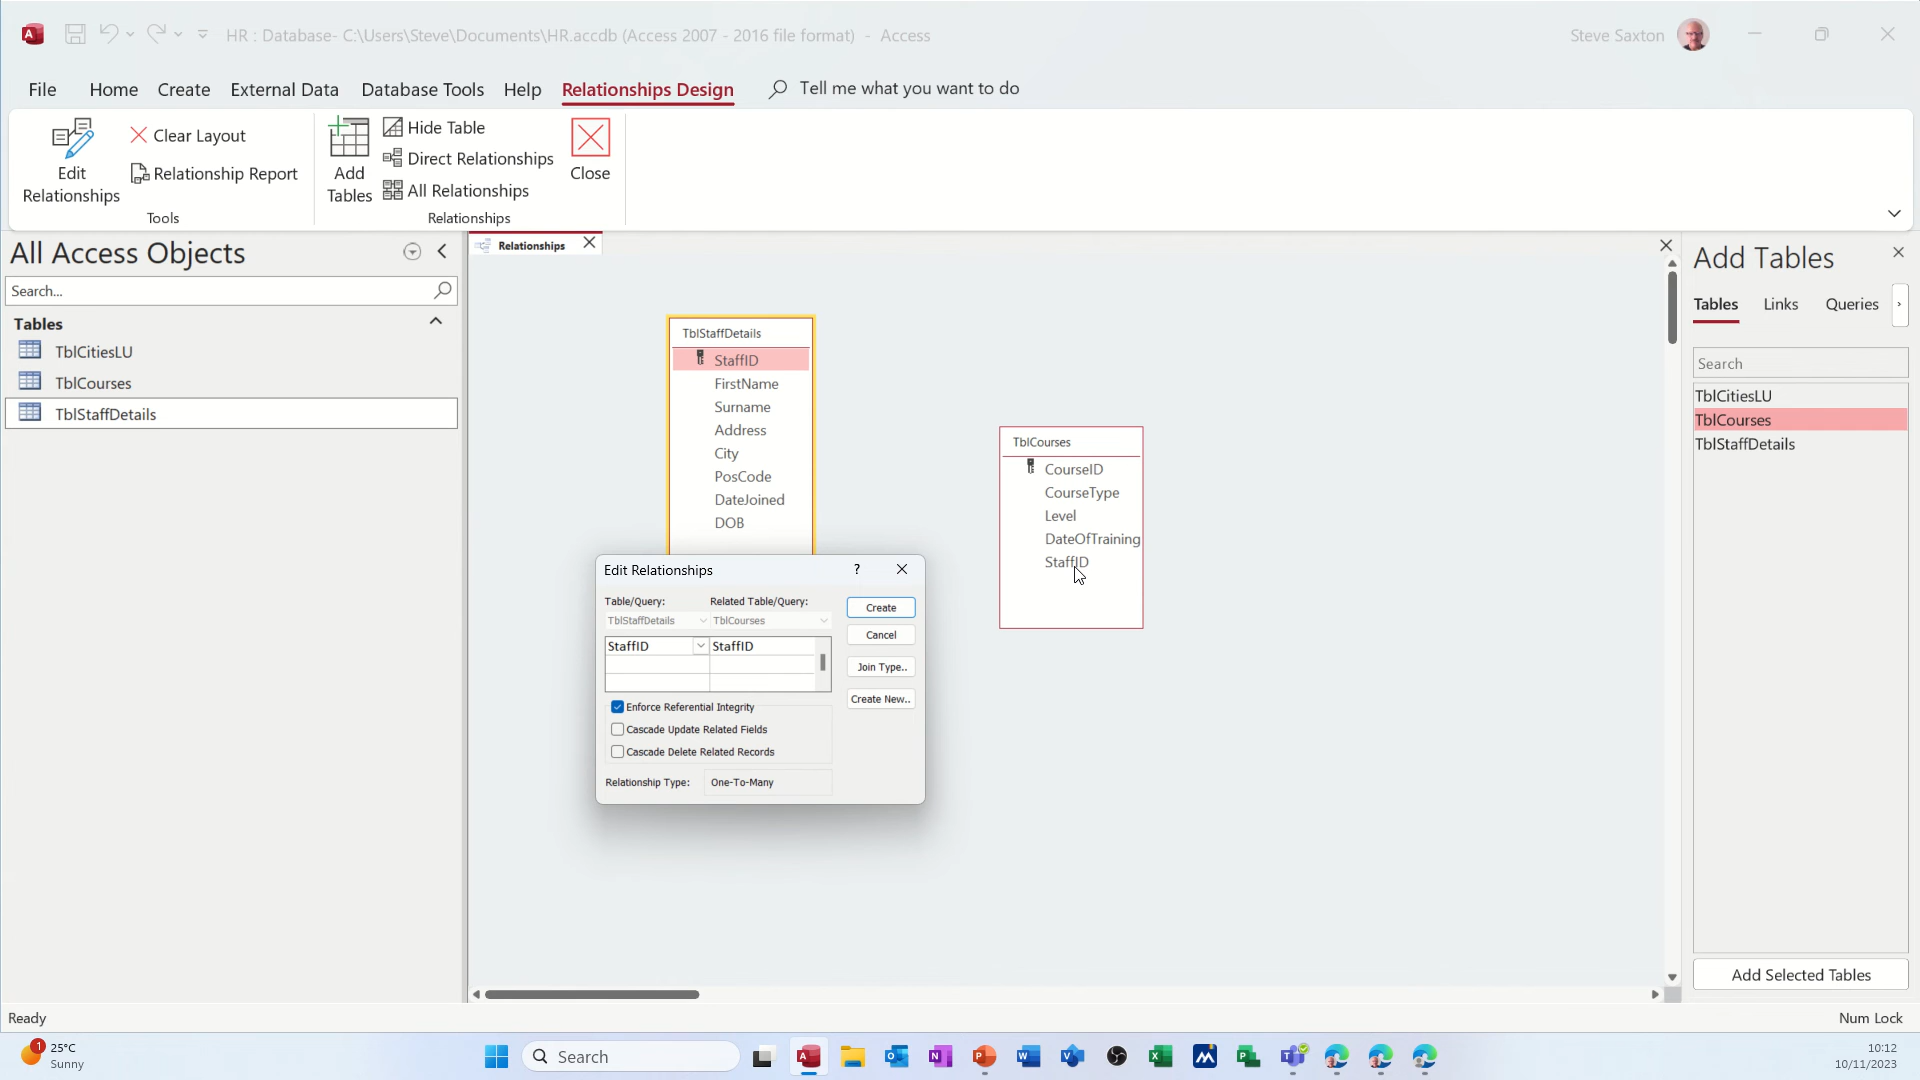 HR : Database- C:\Users\Steve\Documents\HR.accdb (Access 2007 - 2016 file format) - Access
Steve Saxton
File Home Create External Data Database Tools Help Relationships Design Tell me what you want to do
Edit Relationships
Clear Layout
Relationship Report
Tools
Add Tables
Hide Table
Direct Relationships
All Relationships
Close
Relationships
All Access Objects
Search...
Tables
TblCitiesLU
TblCourses
TblStaffDetails
Relationships
TblStaffDetails
StaffID
FirstName
Surname
Address
City
PosCode
DateJoined
DOB
TblCourses
CourseID
CourseType
Level
DateOfTraining
StaffID
Edit Relationships ?
Table/Query: Related Table/Query:
TblStaffDetails TblCourses
StaffID StaffID
Enforce Referential Integrity
Cascade Update Related Fields
Cascade Delete Related Records
Relationship Type: One-To-Many
Create
Cancel
Join Type..
Create New..
Add Tables
Tables Links Queries
Search
TblCitiesLU
TblCourses
TblStaffDetails
Add Selected Tables
Ready
Num Lock
1
25°C
Sunny
Search
10:12
10/11/2023